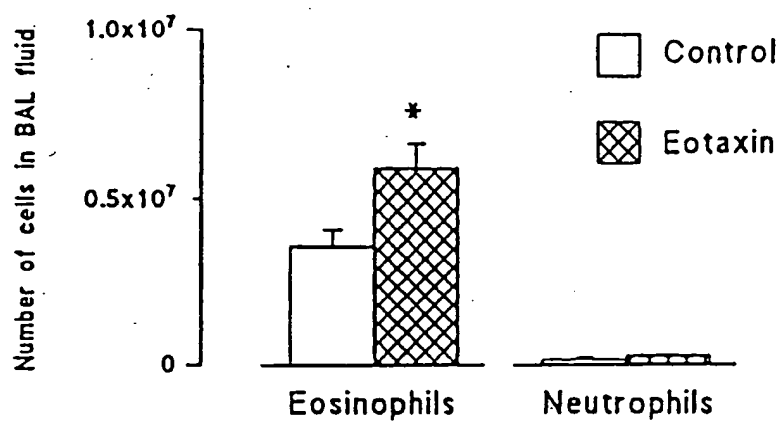 Number of cells in BAL fluid.
1.0x10⁷
0.5x10⁷
0
Control
Eotaxin
*
Eosinophils
Neutrophils